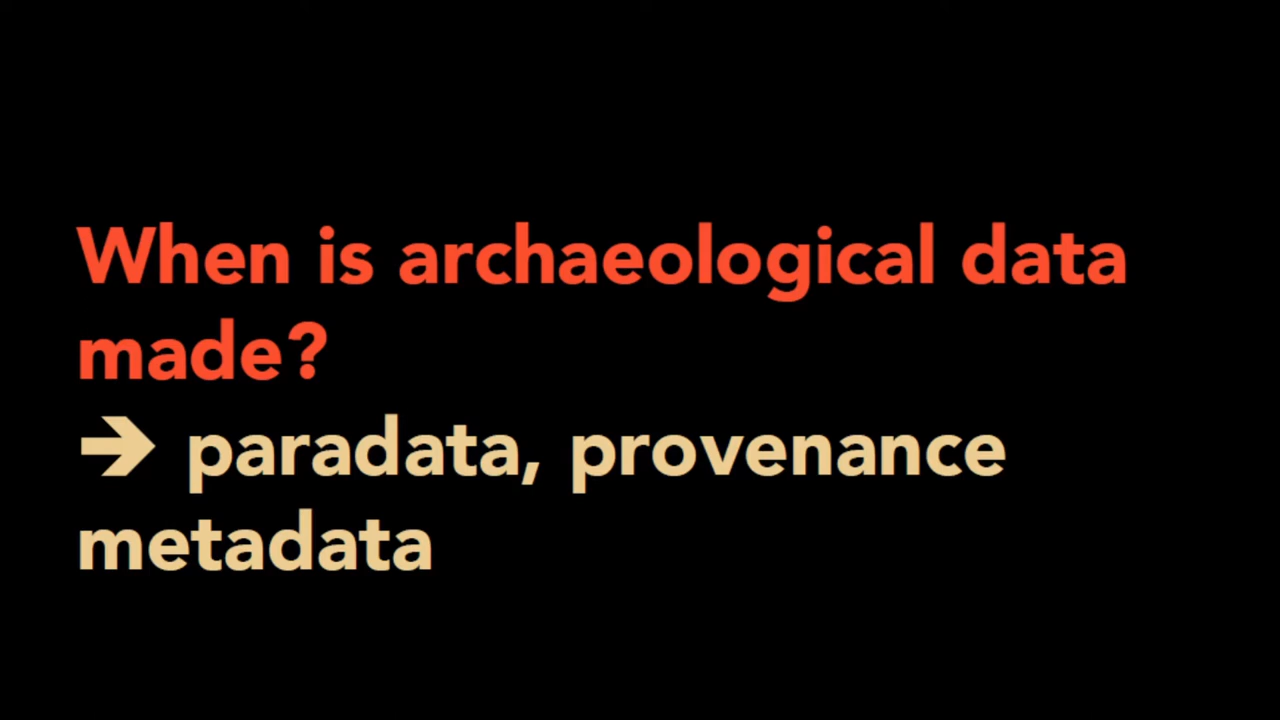 When is archaeological data
made?
➔ paradata, provenance
metadata